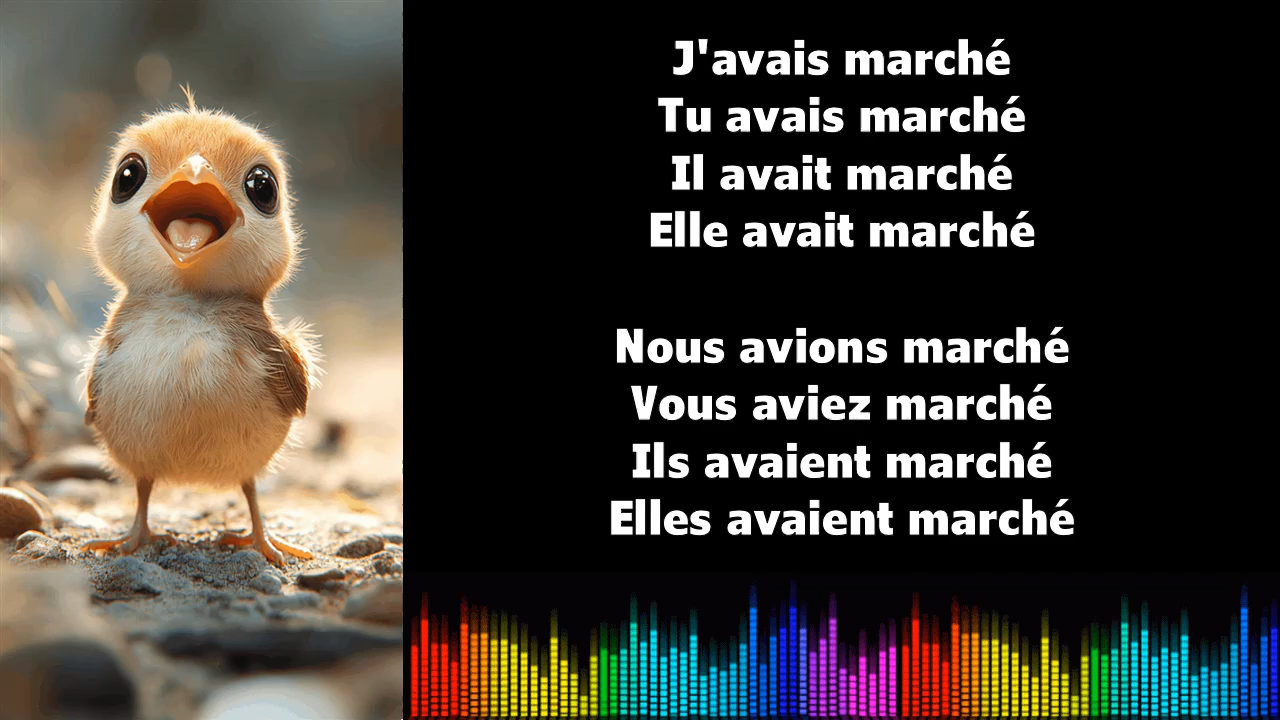 J'avais marché
Tu avais marché
Il avait marché
Elle avait marché
Nous avions marché
Vous aviez marché
Ils avaient marché
Elles avaient marché